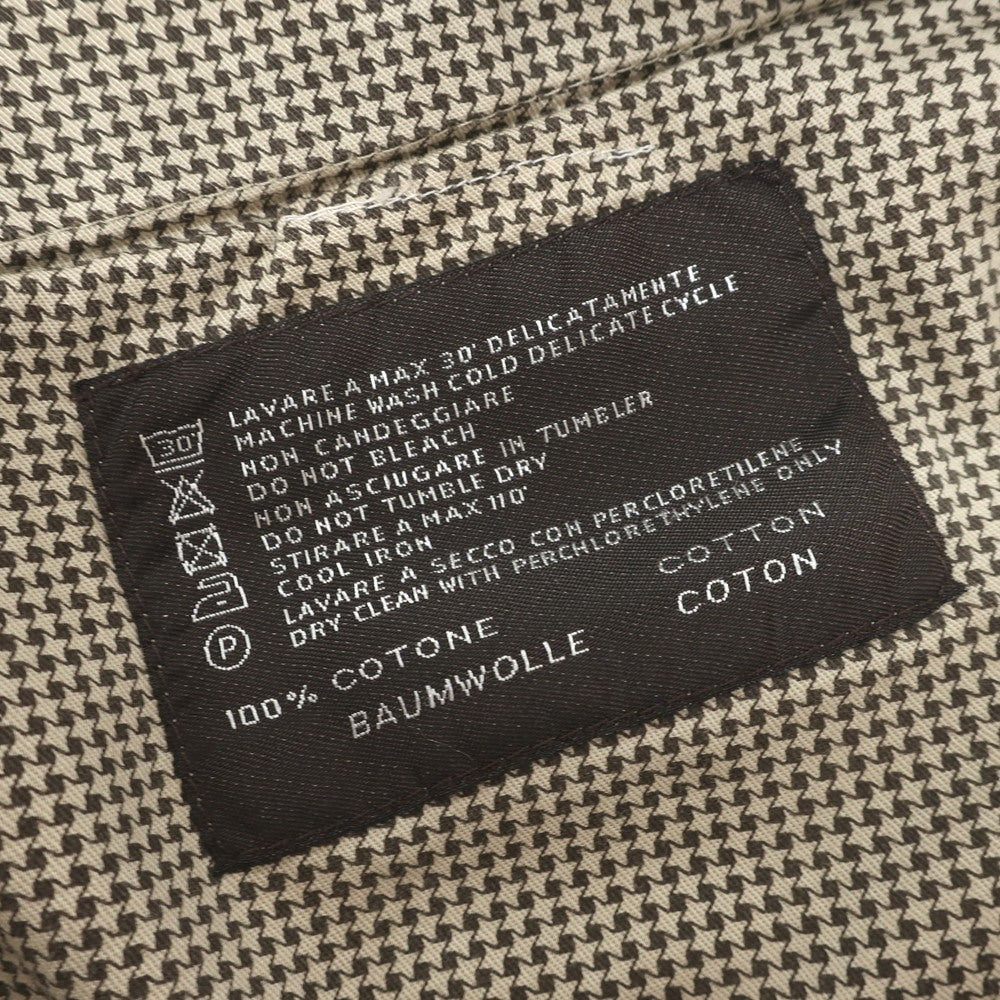 30°
LAVARE A MAX 30° DELICATAMENTE
MACHINE WASH COLD DELICATE CYCLE
NON CANDEGGIARE
DO NOT BLEACH
NON ASCIUGARE IN TUMBLER
DO NOT TUMBLE DRY
STIRARE A MAX 110°
COOL IRON
P
LAVARE A SECCO CON PERCLORETILENE
DRY CLEAN WITH PERCHLORETHYLENE ONLY
100% COTONE COTTON
BAUMWOLLE COTON